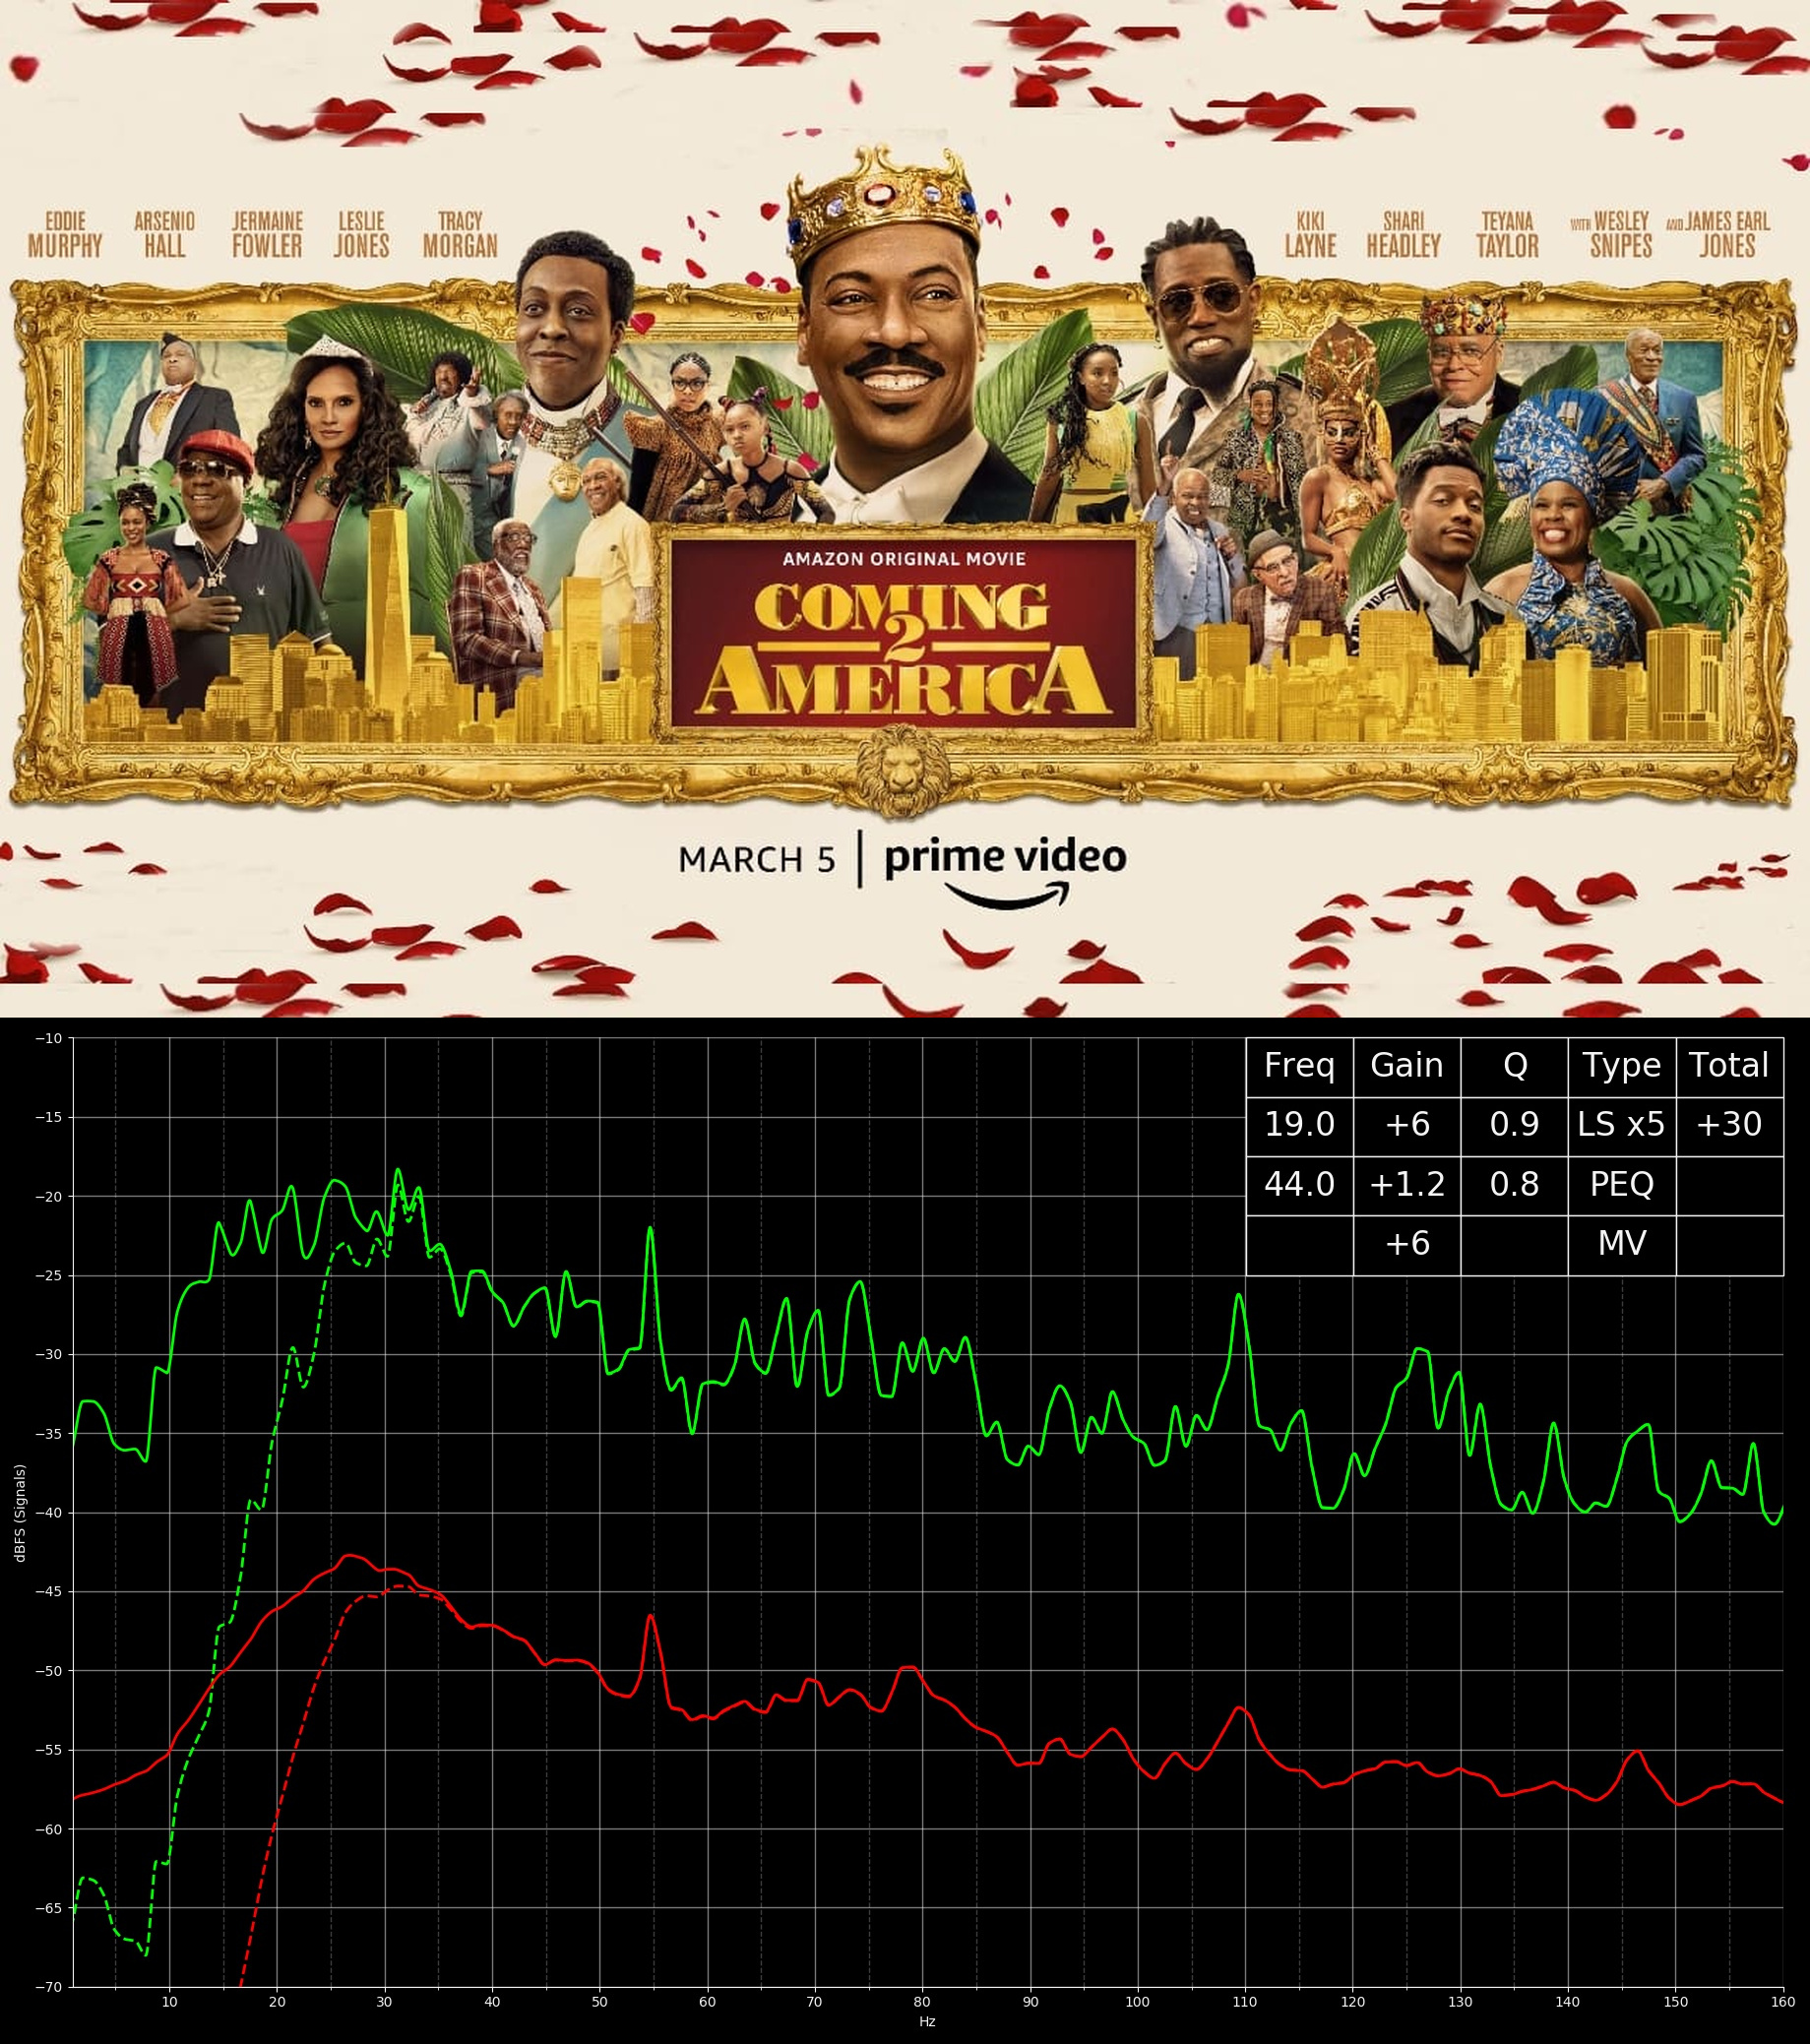 EDDIE MURPHY
ARSENIO HALL
JERMAINE FOWLER
LESLIE JONES
TRACY MORGAN
KIKI LAYNE
SHARI HEADLEY
TEYANA TAYLOR
WITH WESLEY SNIPES
AND JAMES EARL JONES
AMAZON ORIGINAL MOVIE
COMING
2
AMERICA
MARCH 5 | prime video
Freq Gain Q Type Total
19.0 +6 0.9 LS x5 +30
44.0 +1.2 0.8 PEQ
+6 MV
−10
−15
−20
−25
−30
−35
−40
−45
−50
−55
−60
−65
−70
dBFS (Signals)
10 20 30 40 50 60 70 80 90 100 110 120 130 140 150 160
Hz